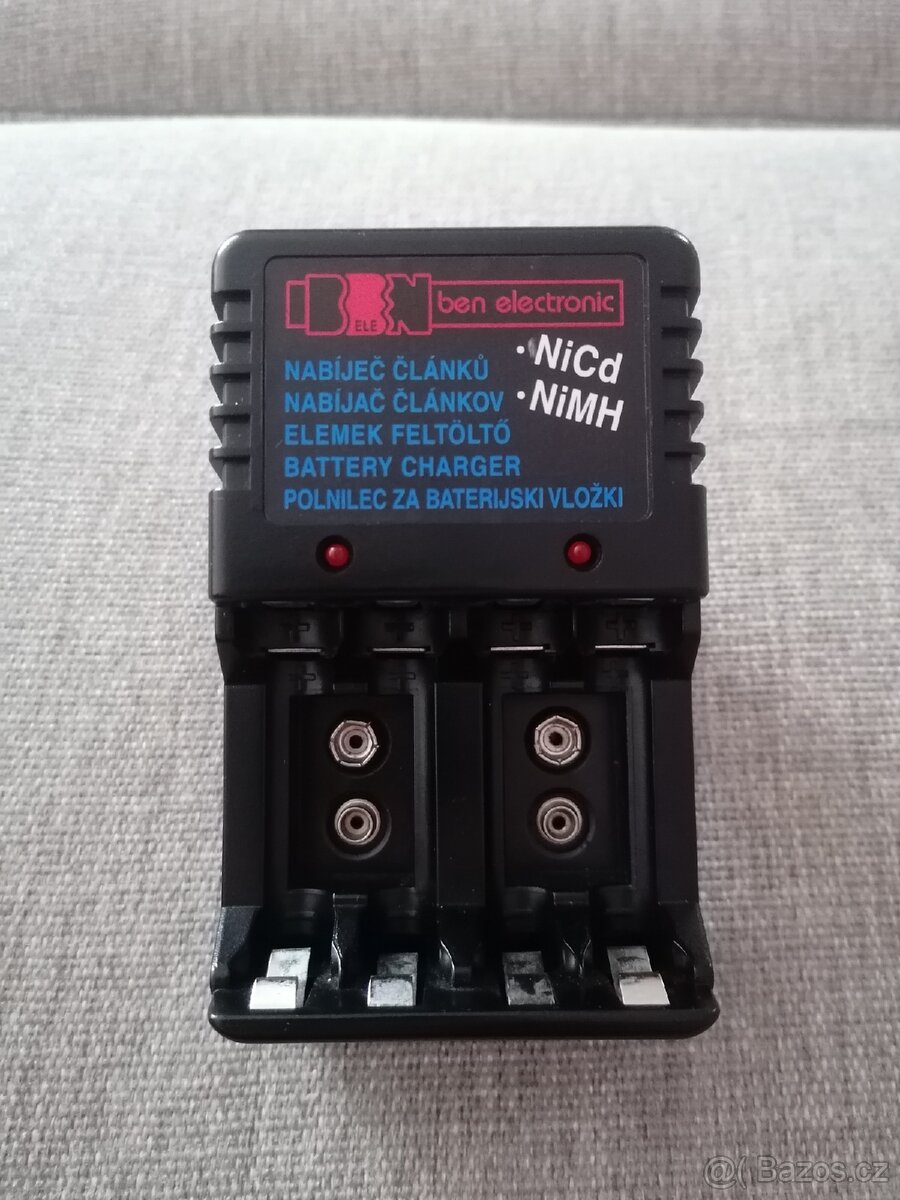 BEN
ELE
ben electronic
· NiCd
· NiMH
NABÍJEČ ČLÁNKŮ
NABÍJAČ ČLÁNKOV
ELEMEK FELTÖLTŐ
BATTERY CHARGER
POLNILEC ZA BATERIJSKI VLOŽKI
+ + + +
@( Bazos.cz